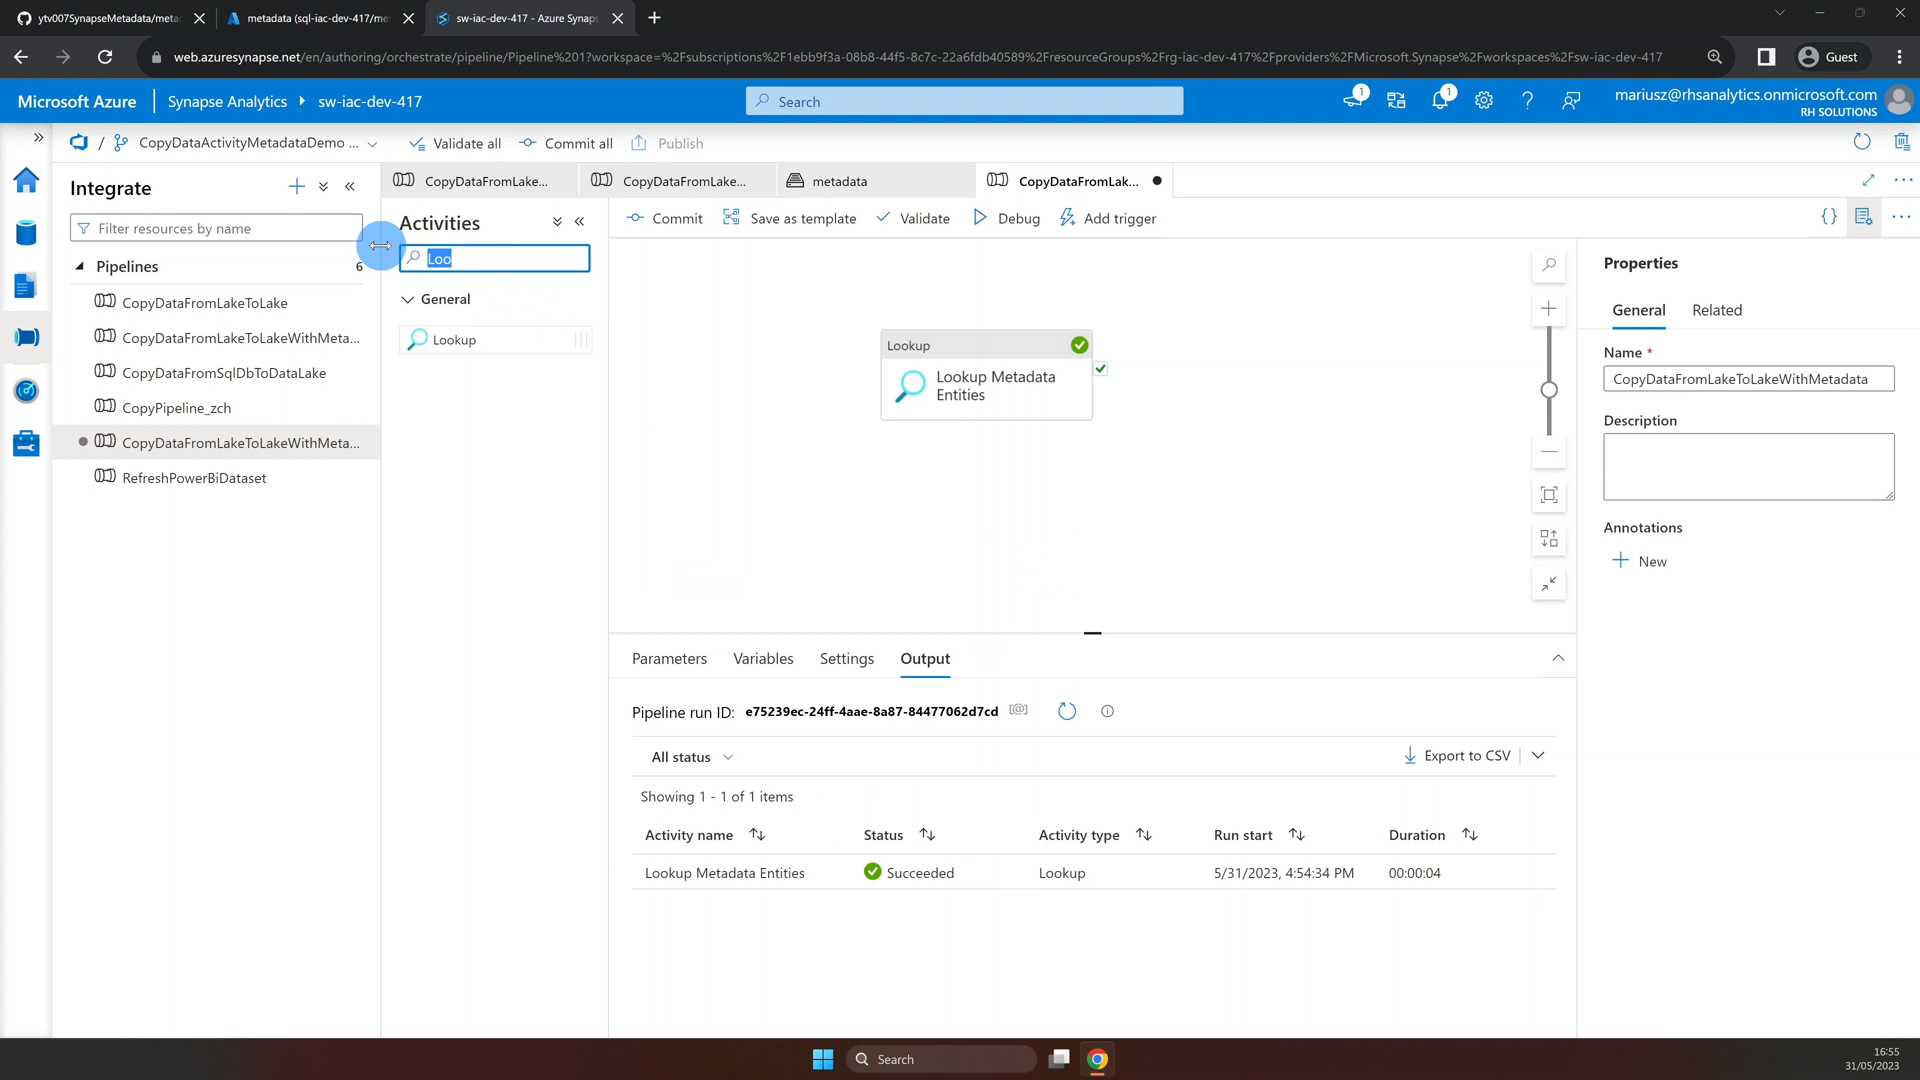 ytv007SynapseMetadata/meta
metadata (sql-iac-dev-417/me
sw-iac-dev-417 - Azure Synaps
web.azuresynapse.net/en/authoring/orchestrate/pipeline/Pipeline%201?workspace=%2Fsubscriptions%2F1ebb9f3a-08b8-44f5-8c7c-22a6fdb40589%2FresourceGroups%2Frg-iac-dev-417%2Fproviders%2FMicrosoft.Synapse%2Fworkspaces%2Fsw-iac-dev-417
Guest
Microsoft Azure
Synapse Analytics
sw-iac-dev-417
Search
1
1
mariusz@rhsanalytics.onmicrosoft.com
RH SOLUTIONS
/
CopyDataActivityMetadataDemo ...
Validate all
Commit all
Publish
Integrate
CopyDataFromLake...
CopyDataFromLake...
metadata
CopyDataFromLak...
Filter resources by name
Pipelines
6
CopyDataFromLakeToLake
CopyDataFromLakeToLakeWithMeta...
CopyDataFromSqlDbToDataLake
CopyPipeline_zch
CopyDataFromLakeToLakeWithMeta...
RefreshPowerBiDataset
Activities
Loo
General
Lookup
Commit
Save as template
Validate
Debug
Add trigger
Lookup
Lookup Metadata
Entities
Properties
General
Related
Name *
CopyDataFromLakeToLakeWithMetadata
Description
Annotations
New
Parameters
Variables
Settings
Output
Pipeline run ID: e75239ec-24ff-4aae-8a87-84477062d7cd
All status
Export to CSV
Showing 1 - 1 of 1 items
Activity name
Status
Activity type
Run start
Duration
Lookup Metadata Entities
Succeeded
Lookup
5/31/2023, 4:54:34 PM
00:00:04
Search
16:55
31/05/2023